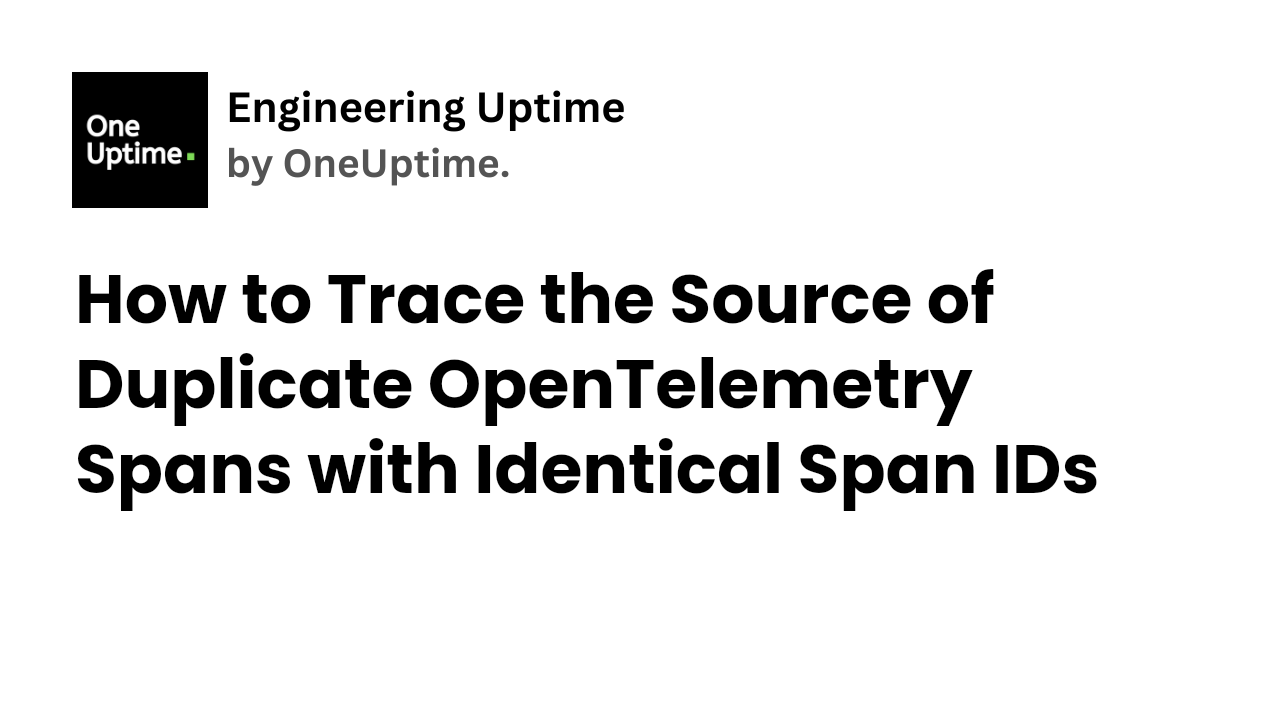 One
Uptime
Engineering Uptime
by OneUptime.
How to Trace the Source of
Duplicate OpenTelemetry
Spans with Identical Span IDs